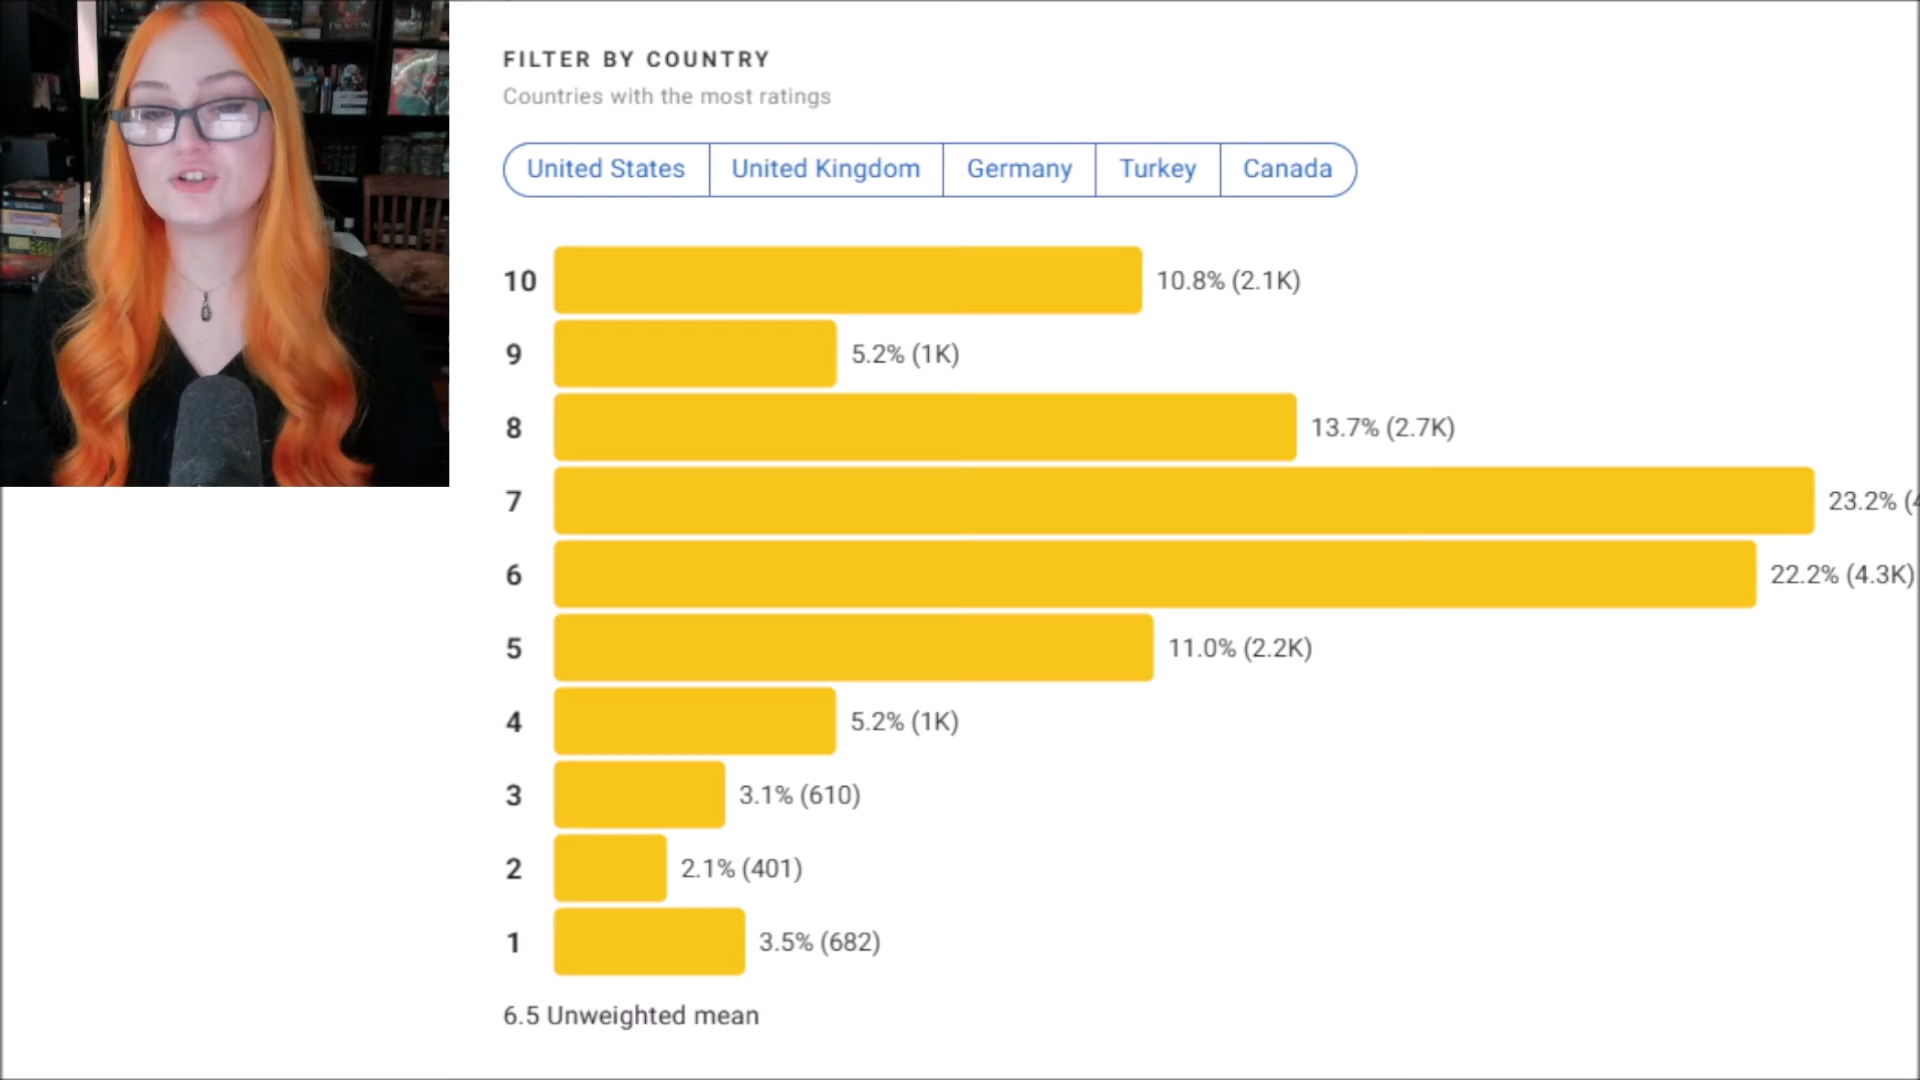 FILTER BY COUNTRY
Countries with the most ratings
United States United Kingdom Germany Turkey Canada
10 10.8% (2.1K)
9 5.2% (1K)
8 13.7% (2.7K)
7 23.2% (4
6 22.2% (4.3K)
5 11.0% (2.2K)
4 5.2% (1K)
3 3.1% (610)
2 2.1% (401)
1 3.5% (682)
6.5 Unweighted mean